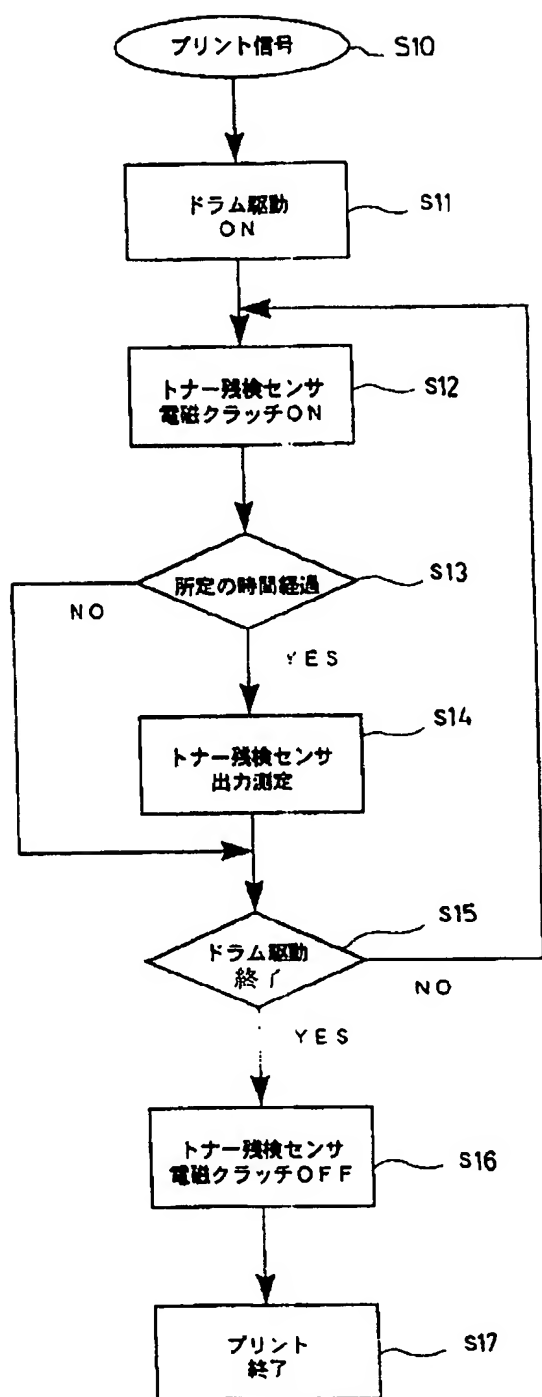 プリント信号
S10
ドラム駆動
ON
S11
トナー残検センサ
電磁クラッチON
S12
所定の時間経過
S13
NO
YES
トナー残検センサ
出力測定
S14
ドラム駆動
終了
S15
NO
YES
トナー残検センサ
電磁クラッチOFF
S16
プリント
終了
S17